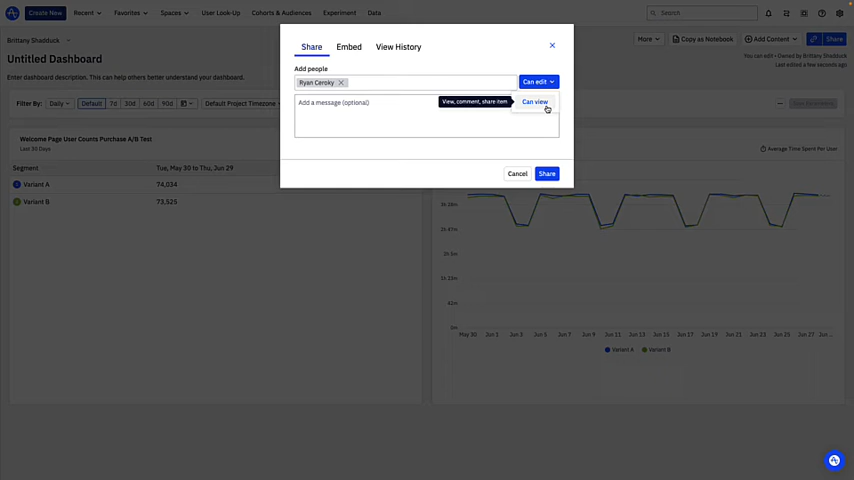 Create New
Recent
Favorites
Spaces
User Look-Up
Cohorts & Audiences
Experiment
Data
Search
Brittany Shadduck
Untitled Dashboard
Enter dashboard description. This can help others better understand your dashboard.
More
Copy as Notebook
Add Content
Share
You can edit • Owned by Brittany Shadduck
Last edited a few seconds ago
Filter By:
Daily
Default
7d
30d
60d
90d
Default Project Timezone
Share
Embed
View History
Add people
Ryan Ceroky
Can edit
Add a message (optional)
View, comment, share item
Can view
Cancel
Share
Welcome Page User Counts Purchase A/B Test
Last 30 Days
Segment
Tue, May 30 to Thu, Jun 29
Variant A
74,034
Variant B
73,525
Average Time Spent Per User
2h 47m
1h 23m
May 30
Jun 1
Jun 3
Jun 5
Jun 7
Jun 9
Jun 11
Jun 13
Jun 15
Jun 17
Jun 19
Jun 21
Jun 23
Jun 25
Jun 27
Jun...
Variant A
Variant B